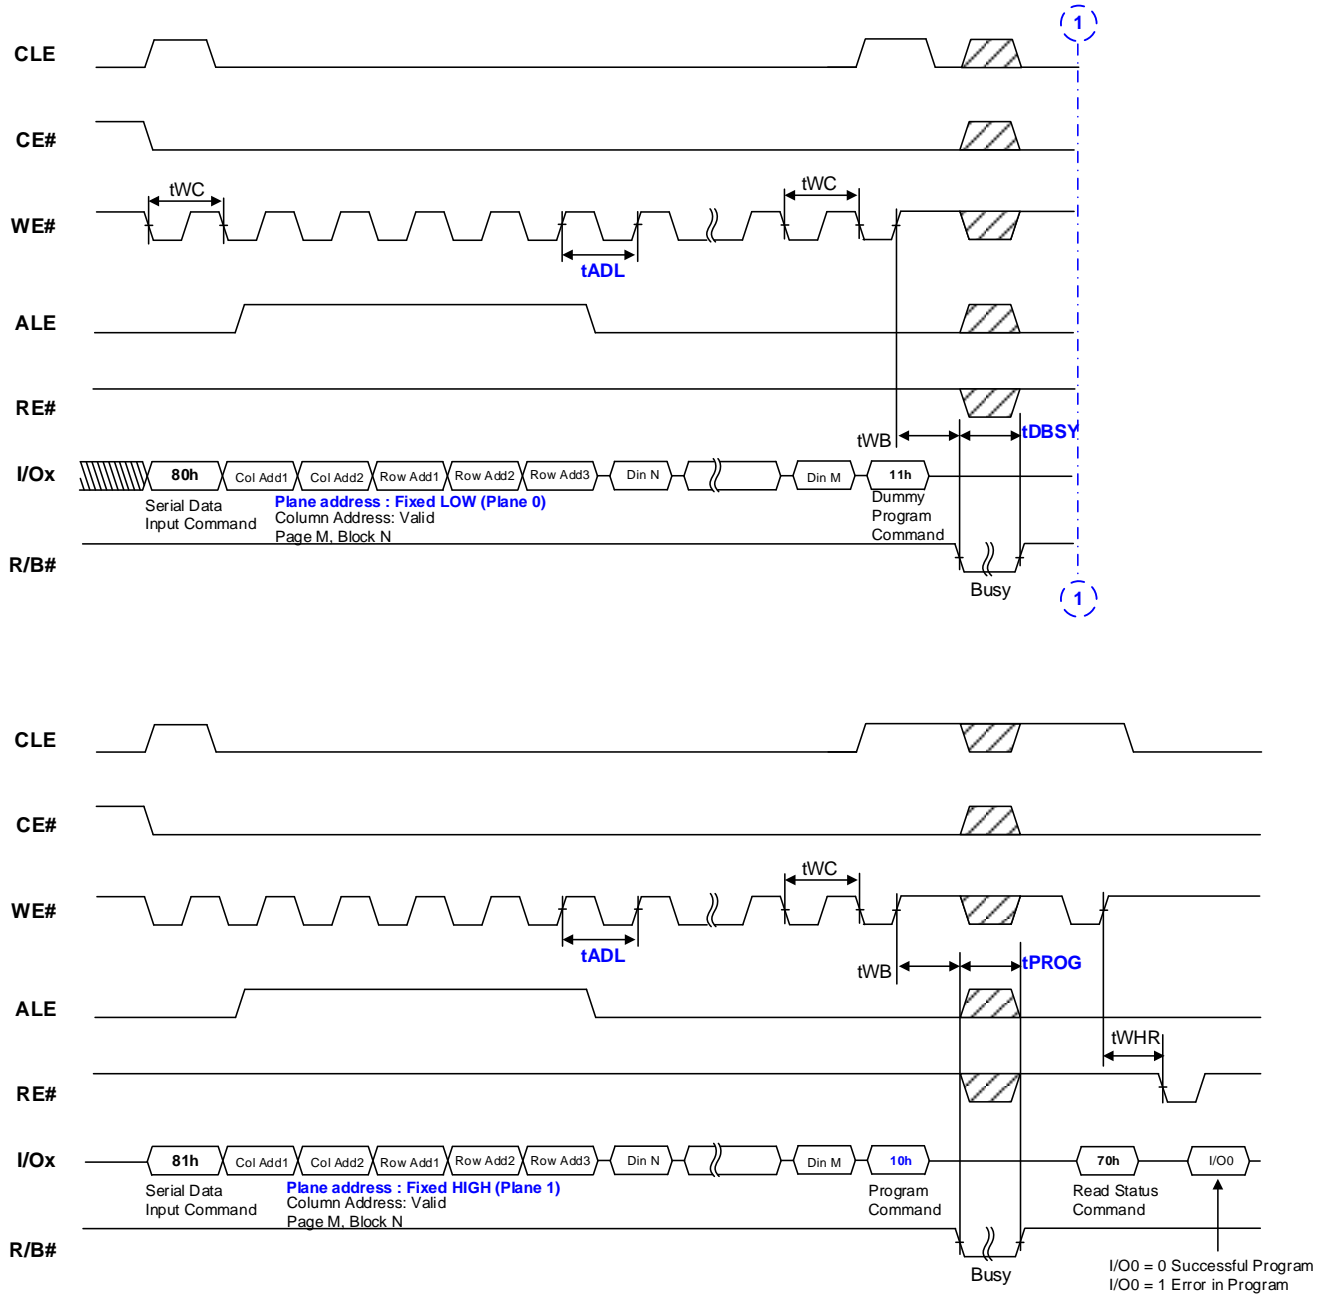 1
CLE
CE#
tWC
tWC
WE#
tADL
ALE
RE#
tWB
tDBSY
I/Ox
80h
Col Add1
Col Add2
Row Add1
Row Add2
Row Add3
Din N
Din M
11h
Serial Data
Input Command
Plane address : Fixed LOW (Plane 0)
Column Address: Valid
Page M, Block N
Dummy
Program
Command
R/B#
Busy
1
CLE
CE#
tWC
WE#
tADL
tWB
tPROG
ALE
tWHR
RE#
I/Ox
81h
Col Add1
Col Add2
Row Add1
Row Add2
Row Add3
Din N
Din M
10h
70h
I/O0
Serial Data
Input Command
Plane address : Fixed HIGH (Plane 1)
Column Address: Valid
Page M, Block N
Program
Command
Read Status
Command
R/B#
Busy
I/O0 = 0 Successful Program
I/O0 = 1 Error in Program